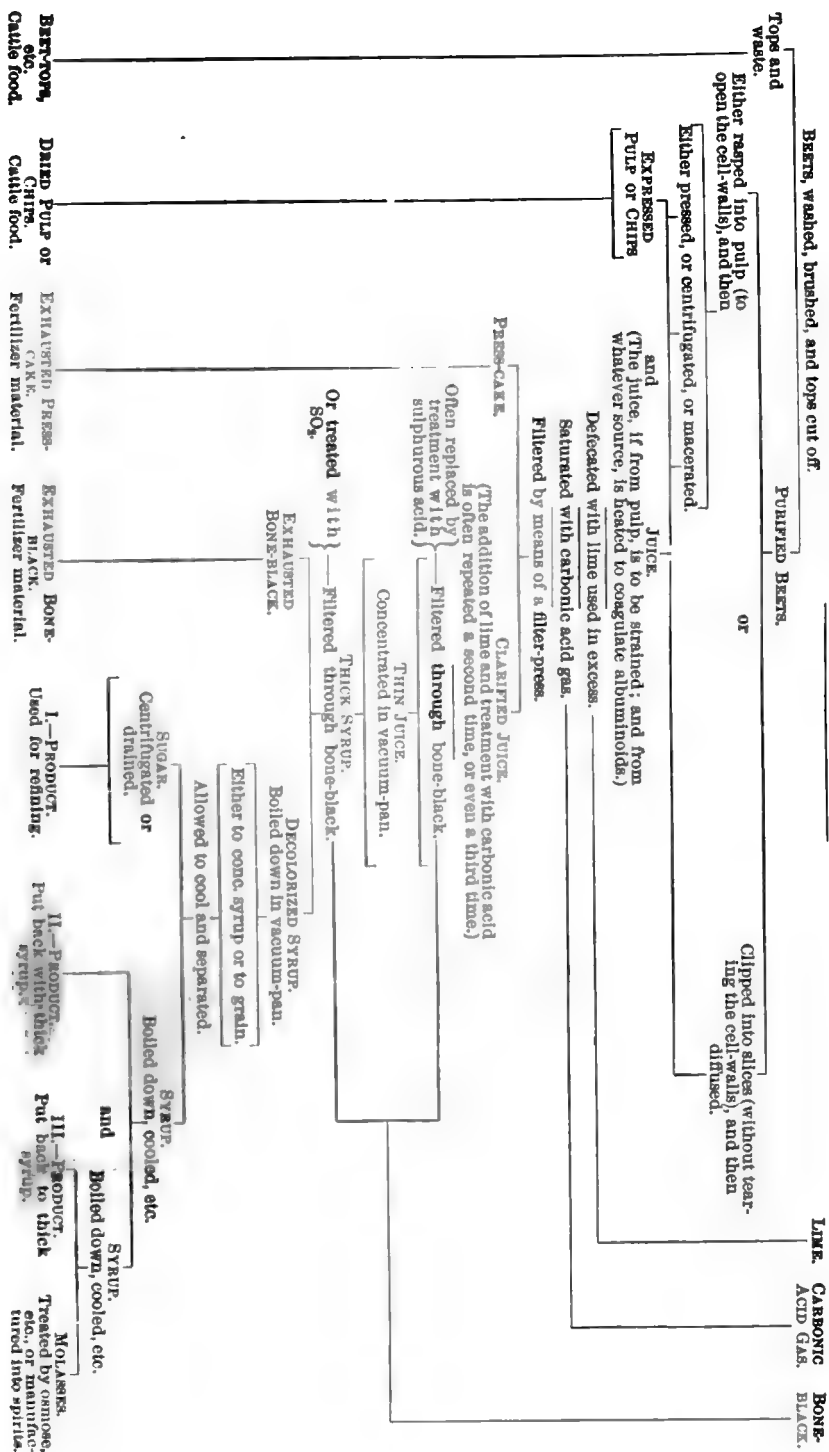 BEETS, washed, brushed, and tops cut off.
Tops and
waste.
PURIFIED BEETS.
Either rasped into pulp (to
open the cell-walls), and then
or
Clipped into slices (without tear-
ing the cell-walls), and then
diffused.
Either pressed, or centrifugated, or macerated.
EXPRESSED
PULP OR CHIPS
and
JUICE.
(The juice, if from pulp, is to be strained; and from
whatever source, is heated to coagulate albuminoids.)
LIME.
CARBONIC
ACID GAS.
BONE-
BLACK.
Defecated with lime used in excess.
Saturated with carbonic acid gas.
Filtered by means of a filter-press.
PRESS-CAKE.
CLARIFIED JUICE.
(The addition of lime and treatment with carbonic acid
is often repeated a second time, or even a third time.)
Often replaced by
treatment with
sulphurous acid.
Filtered through bone-black.
THIN JUICE.
Concentrated in vacuum-pan.
THICK SYRUP.
Or treated with
SO₂.
Filtered through bone-black.
EXHAUSTED
BONE-BLACK.
DECOLORIZED SYRUP.
Boiled down in vacuum-pan.
Either to conc. syrup or to grain.
Allowed to cool and separated.
SUGAR.
Centrifugated or
drained.
SYRUP.
Boiled down, cooled, etc.
and
SYRUP.
Boiled down, cooled, etc.
BEET-TOPS,
etc.
Cattle food.
DRIED PULP OR
CHIPS.
Cattle food.
EXHAUSTED PRESS-
CAKE.
Fertilizer material.
EXHAUSTED BONE-
BLACK.
Fertilizer material.
I.—PRODUCT.
Used for refining.
II.—PRODUCT.
Put back with thick
syrup.
III.—PRODUCT.
Put back to thick
syrup.
MOLASSES.
Treated by osmose,
etc., or manufac-
tured into spirits.